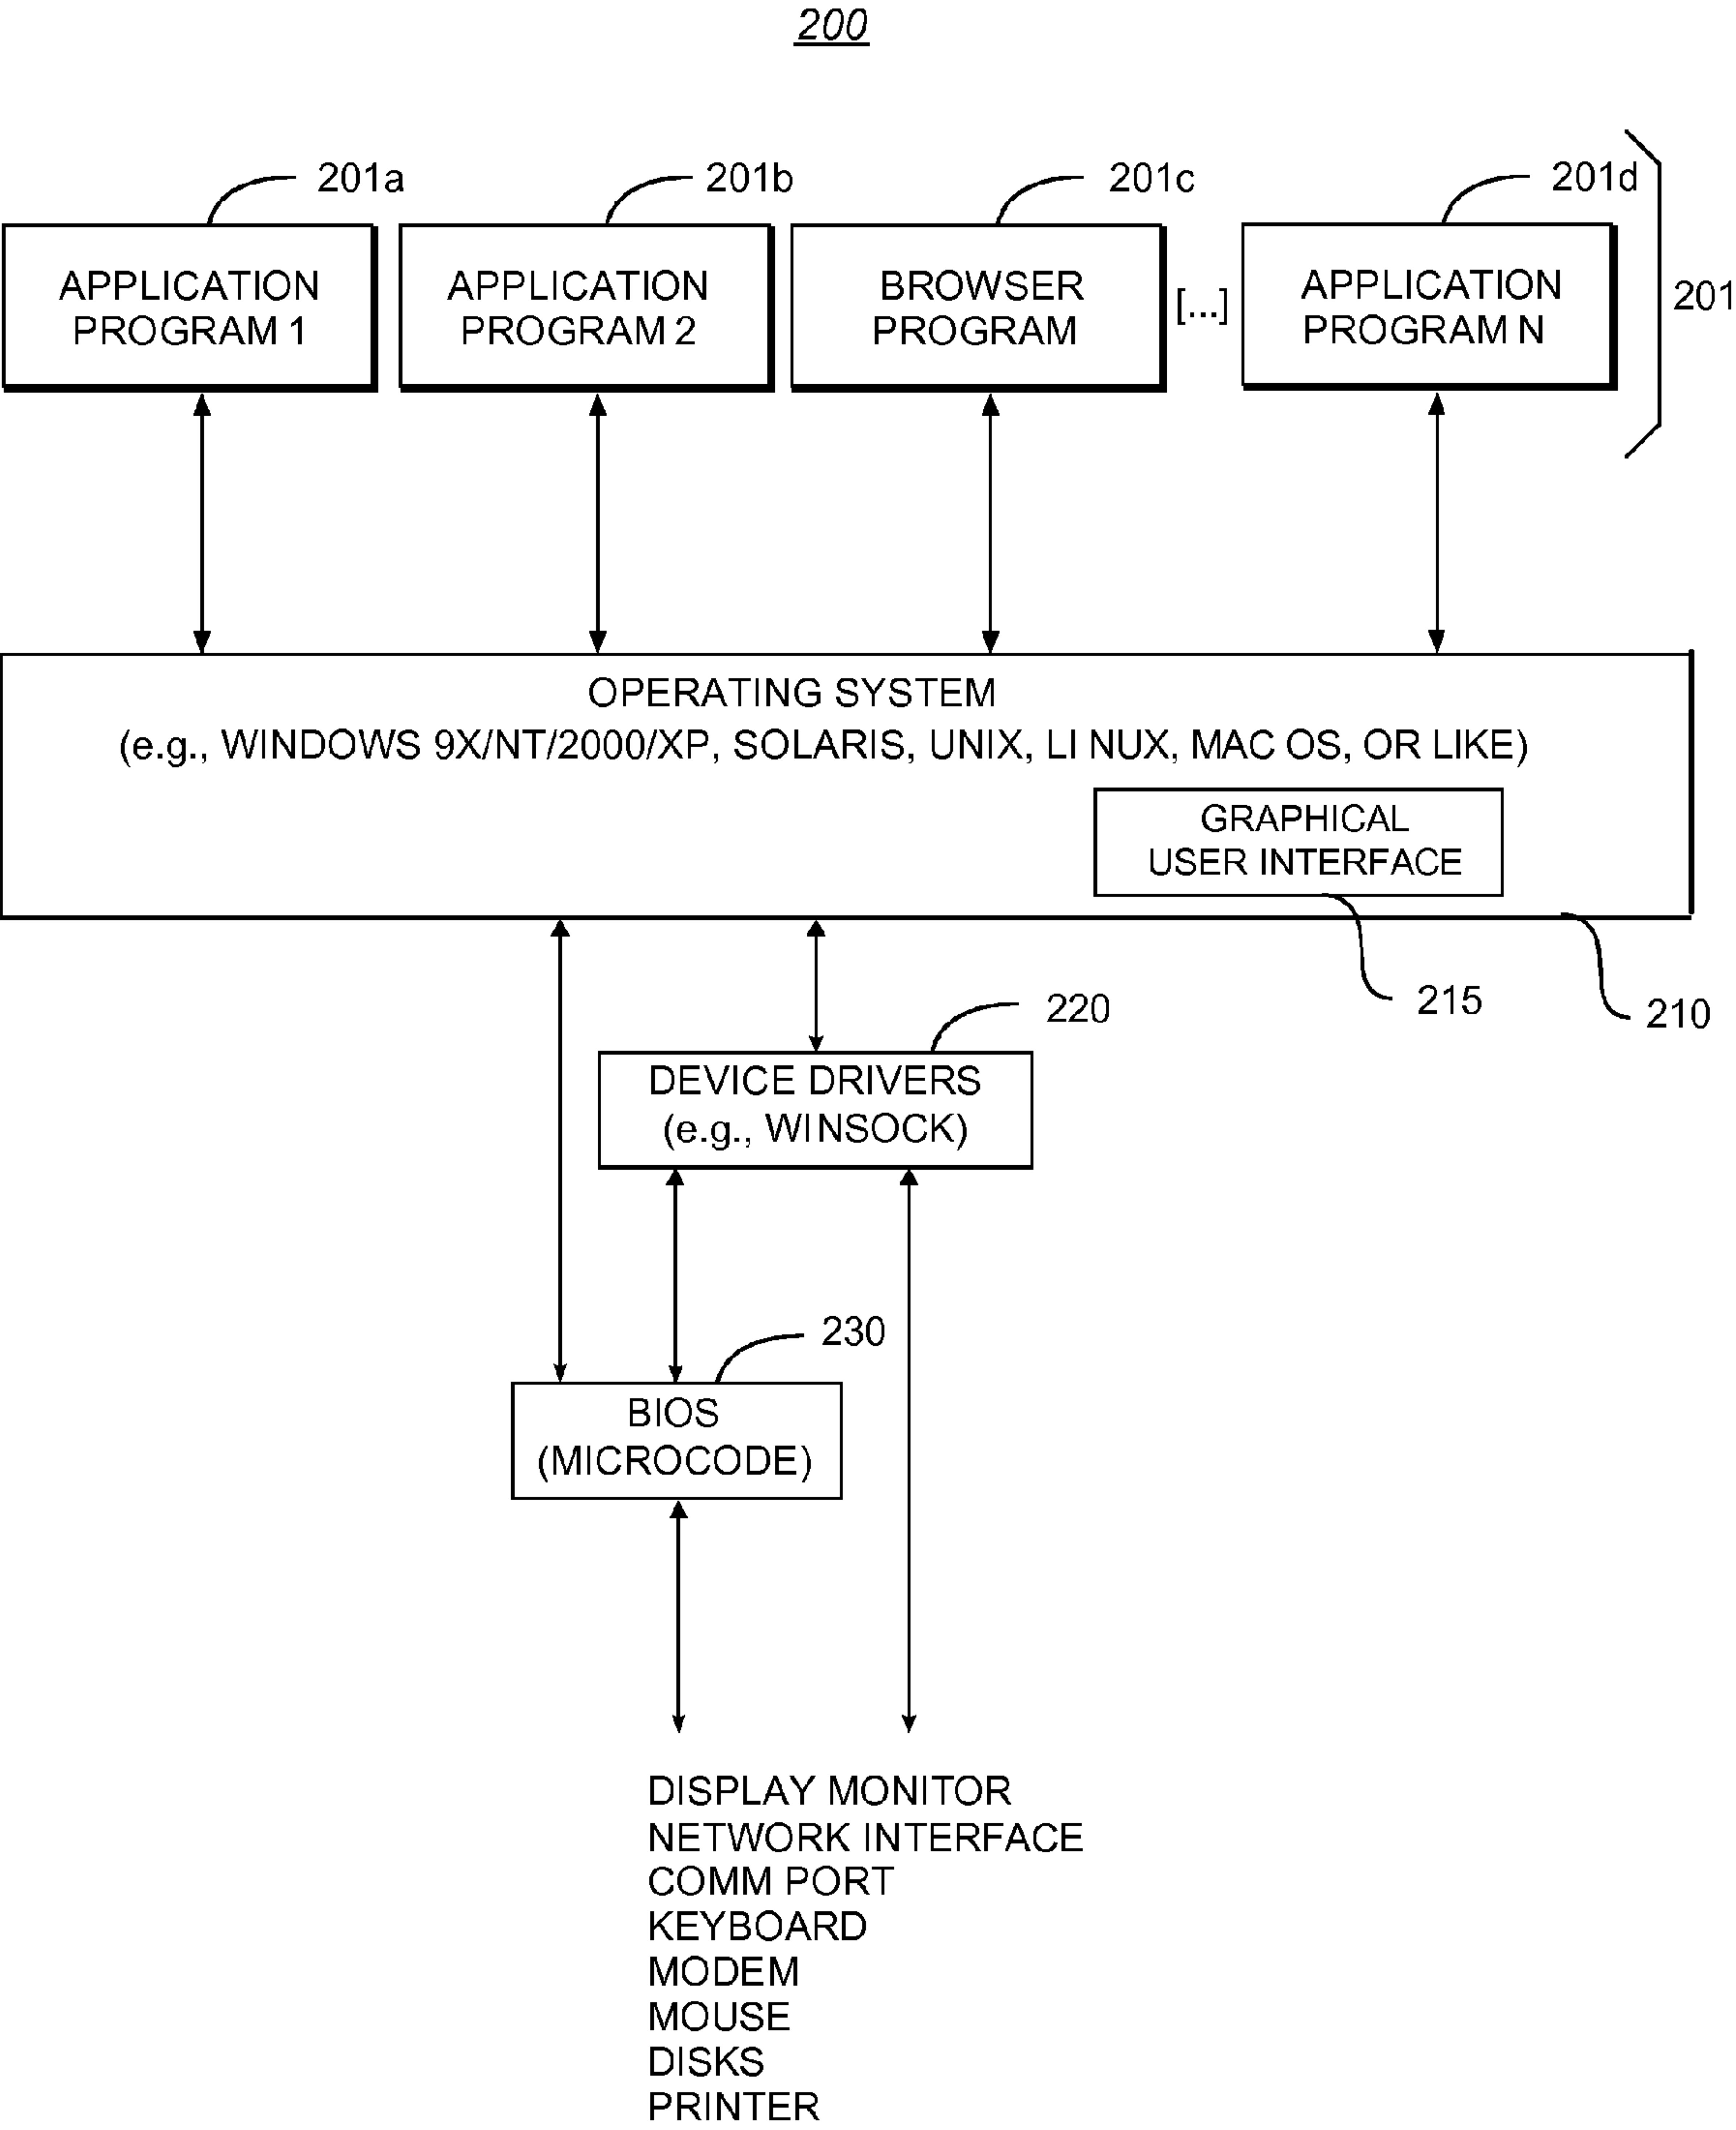 200
201a
201b
201c
201d
APPLICATION
PROGRAM 1
APPLICATION
PROGRAM 2
BROWSER
PROGRAM
[...]
APPLICATION
PROGRAM N
201
OPERATING SYSTEM
(e.g., WINDOWS 9X/NT/2000/XP, SOLARIS, UNIX, LI NUX, MAC OS, OR LIKE)
GRAPHICAL
USER INTERFACE
215
210
220
DEVICE DRIVERS
(e.g., WINSOCK)
230
BIOS
(MICROCODE)
DISPLAY MONITOR
NETWORK INTERFACE
COMM PORT
KEYBOARD
MODEM
MOUSE
DISKS
PRINTER